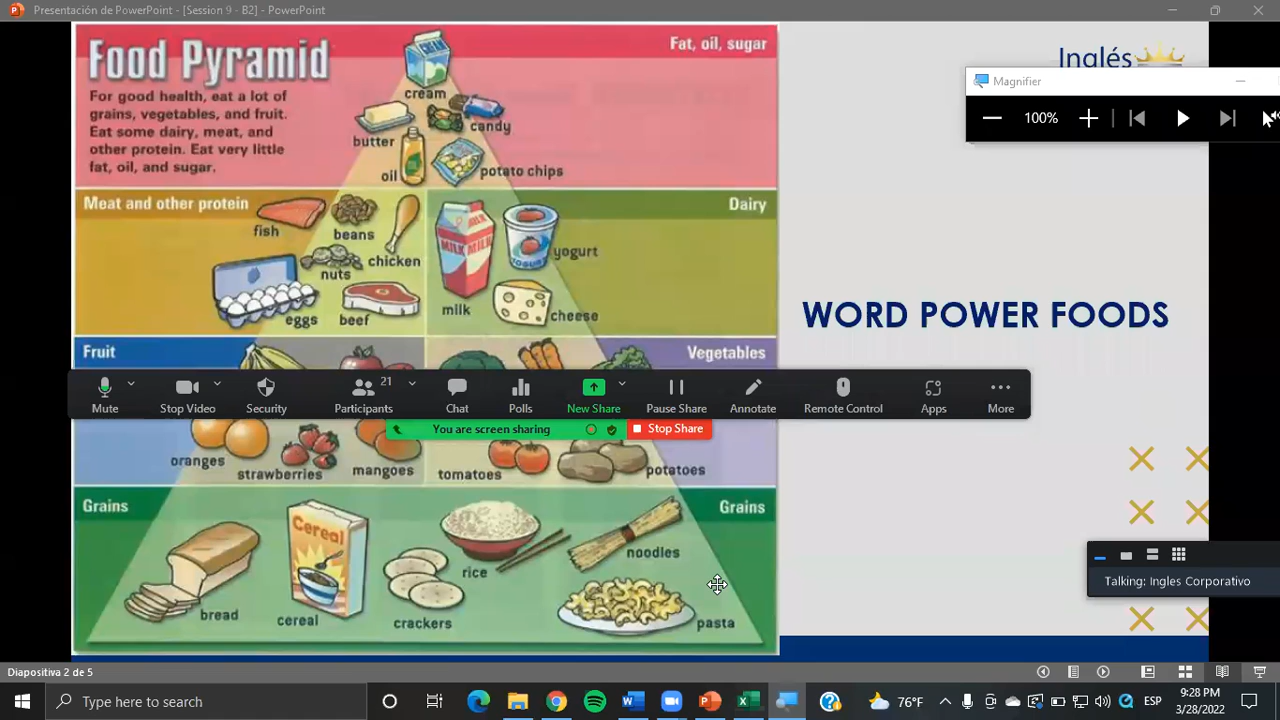 Presentación de PowerPoint - [Session 9 - B2] - PowerPoint
Food Pyramid
For good health, eat a lot of
grains, vegetables, and fruit.
Eat some dairy, meat, and
other protein. Eat very little
fat, oil, and sugar.
Fat, oil, sugar
cream
butter
candy
oil
potato chips
Meat and other protein
Dairy
fish
beans
chicken
nuts
eggs
beef
MILK
MILK
milk
YOGURT
yogurt
cheese
Fruit
Vegetables
oranges
strawberries
mangoes
tomatoes
potatoes
Grains
Grains
bread
Cereal
cereal
crackers
rice
noodles
pasta
Inglés
WORD POWER FOODS
Magnifier
100%
Mute
Stop Video
Security
Participants
21
Chat
Polls
New Share
Pause Share
Annotate
Remote Control
Apps
More
You are screen sharing
Stop Share
Talking: Ingles Corporativo
Diapositiva 2 de 5
Type here to search
76°F
ESP
9:28 PM
3/28/2022